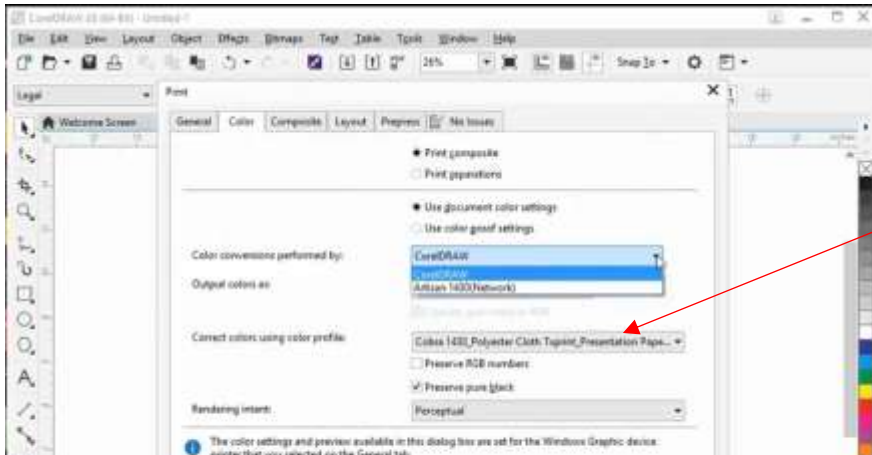 CorelDRAW X8 (64-Bit) - Untitled-1
File Edit View Layout Object Effects Bitmaps Text Table Tools Window Help
26% Snap To
Legal
Print
Welcome Screen
General Color Composite Layout Prepress No Issues
Print composite
Print separations
Use document color settings
Use color proof settings
Color conversions performed by: CorelDRAW
CorelDRAW
Artisan 1400(Network)
Output colors as:
Correct colors using color profile: Cobra 1430_Polyester Cloth_Presentation Pape...
Preserve RGB numbers
Preserve pure black
Rendering intent: Perceptual
The color settings and preview available in this dialog box are set for the Windows Graphic device
printer that you selected on the General tab.